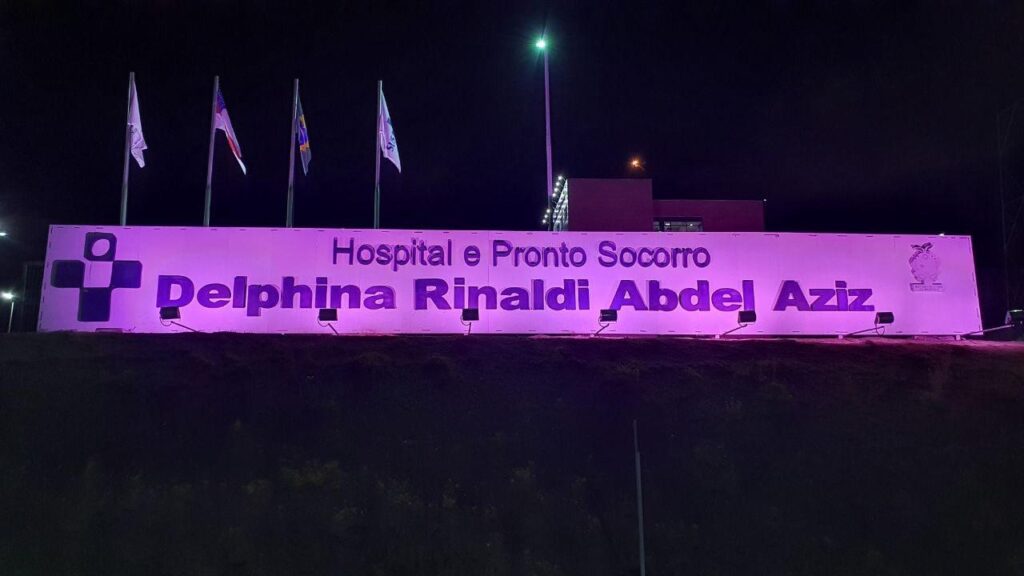 Hospital e Pronto Socorro
Delphina Rinaldi Abdel Aziz